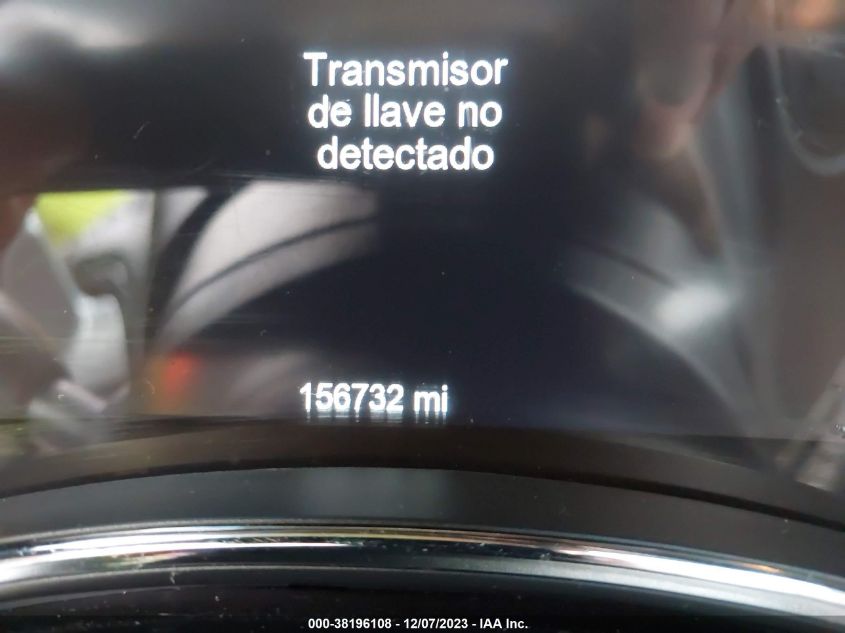 Transmisor
de llave no
detectado
156732 mi
000-38196108 - 12/07/2023 - IAA Inc.